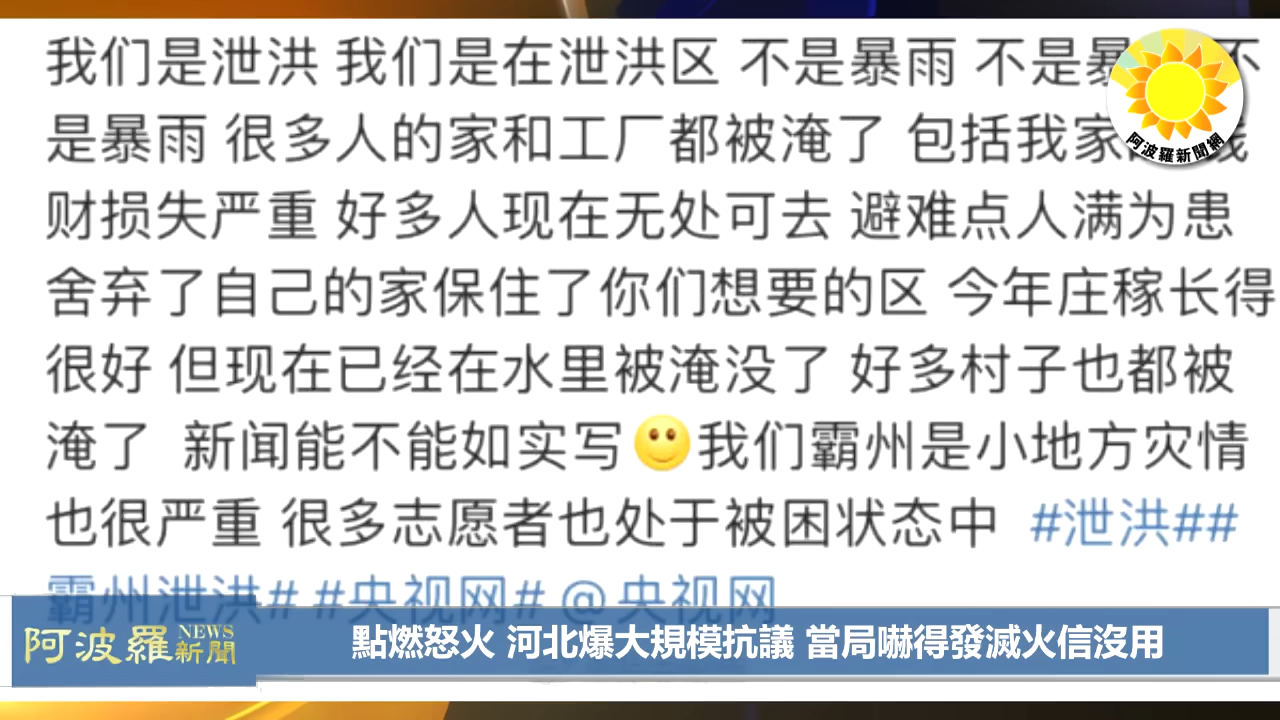 我们是泄洪 我们是在泄洪区 不是暴雨 不是暴 不
是暴雨 很多人的家和工厂都被淹了 包括我家
阿波羅新聞網
财损失严重 好多人现在无处可去 避难点人满为患
舍弃了自己的家保住了你们想要的区 今年庄稼长得
很好 但现在已经在水里被淹没了 好多村子也都被
淹了 新闻能不能如实写🙂我们霸州是小地方灾情
也很严重 很多志愿者也处于被困状态中 #泄洪##
霸州泄洪# #央视网# @央视网
阿波羅 NEWS 新聞
點燃怒火 河北爆大規模抗議 當局嚇得發滅火信沒用